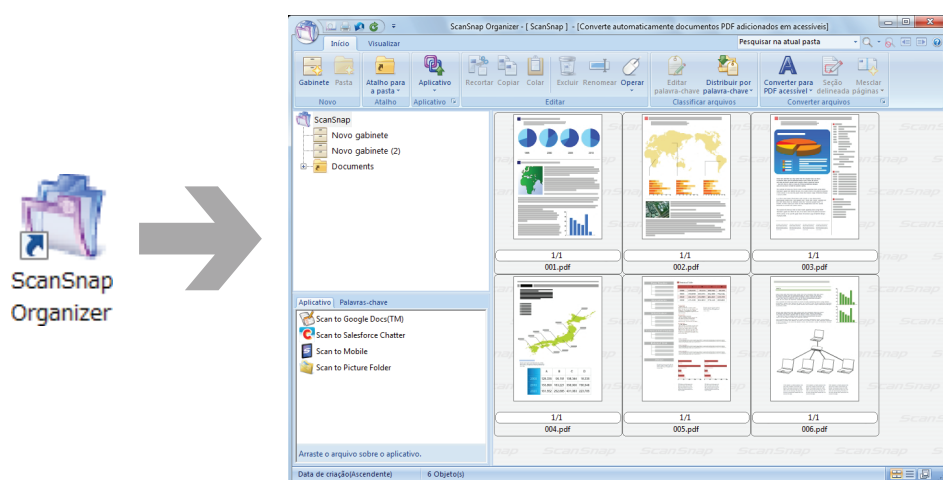 ScanSnap
Organizer
ScanSnap Organizer - [ ScanSnap ] - [Converte automaticamente documentos PDF adicionados em acessíveis]
Início Visualizar
Pesquisar na atual pasta
Gabinete Pasta Atalho para Aplicativo Recortar Copiar Colar Excluir Renomear Operar Editar Distribuir por Converter para Seção Mesclar
a pasta palavra-chave palavra-chave PDF acessível delineada páginas
Novo Atalho Aplicativo Editar Classificar arquivos Converter arquivos
ScanSnap
Novo gabinete
Novo gabinete (2)
Documents
1/1 1/1 1/1
001.pdf 002.pdf 003.pdf
Aplicativo Palavras-chave
Scan to Google Docs(TM)
Scan to Salesforce Chatter
Scan to Mobile
Scan to Picture Folder
1/1 1/1 1/1
004.pdf 005.pdf 006.pdf
Arraste o arquivo sobre o aplicativo.
Data de criação(Ascendente) 6 Objeto(s)